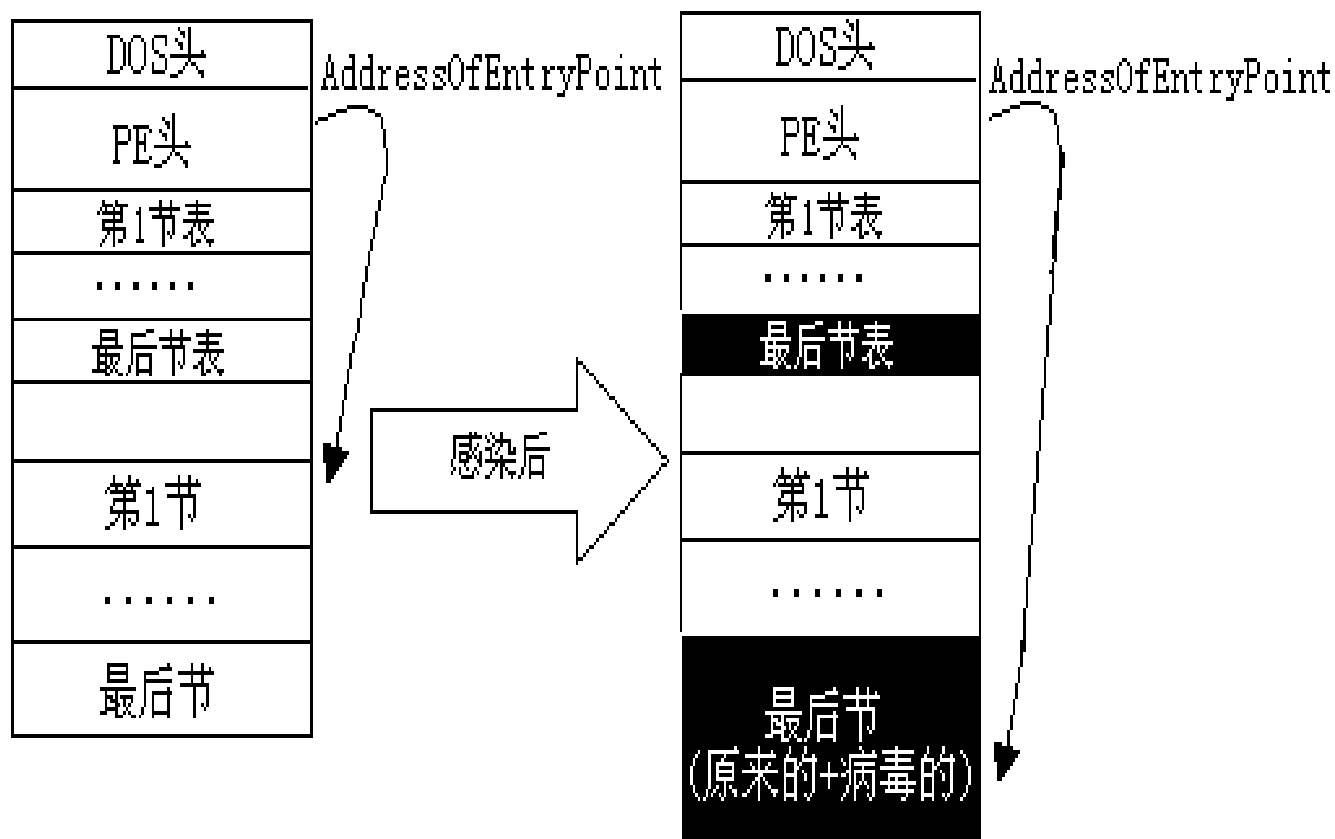 DOS头
AddressOfEntryPoint
PE头
第1节表
······
最后节表
第1节
······
最后节
感染后
DOS头
AddressOfEntryPoint
PE头
第1节表
······
最后节表
第1节
······
最后节
(原来的+病毒的)